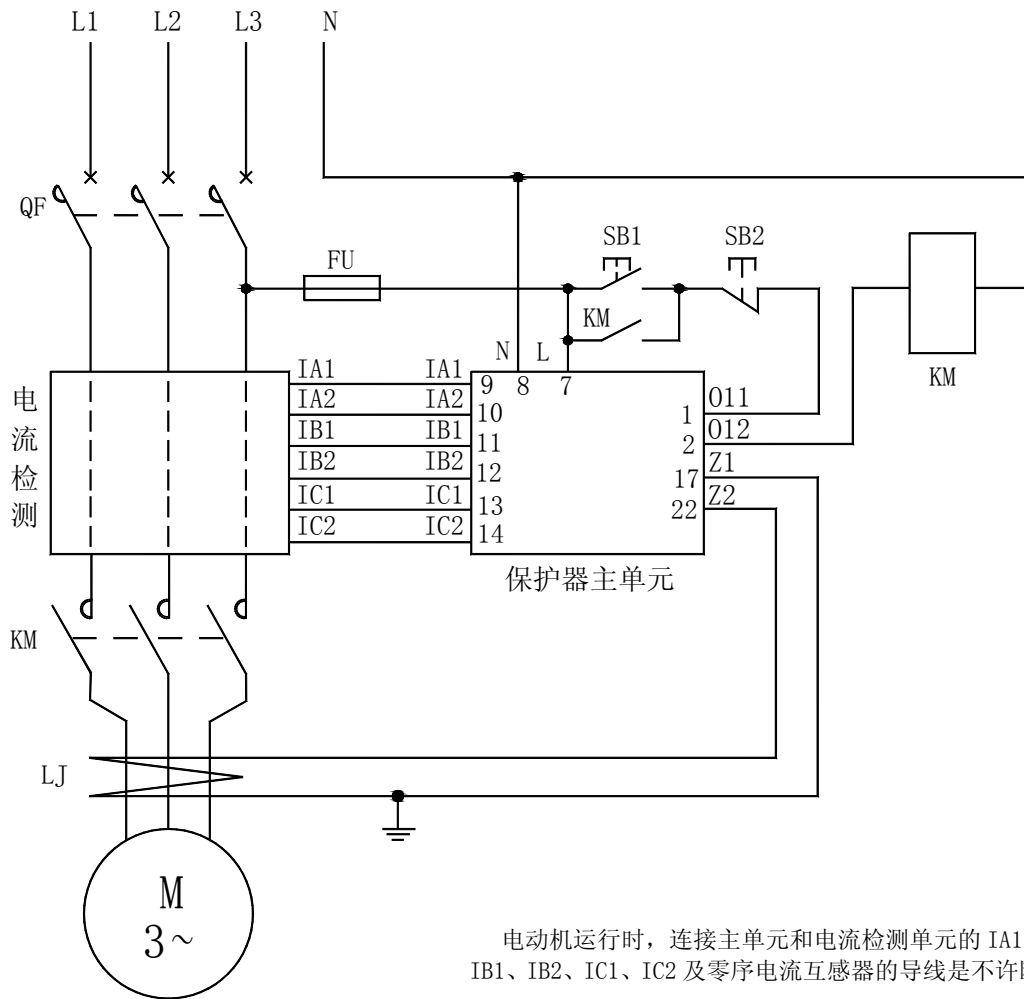 L1 L2 L3 N
QF
FU
SB1 SB2
KM
KM
N L
IA1 IA1 9 8 7
IA2 IA2 10
IB1 IB1 11
IB2 IB2 12
IC1 IC1 13
IC2 IC2 14
1 O11
2 O12
17 Z1
22 Z2
电流检测
保护器主单元
KM
LJ
M
3~
电动机运行时，连接主单元和电流检测单元的 IA1
IB1、IB2、IC1、IC2 及零序电流互感器的导线是不许